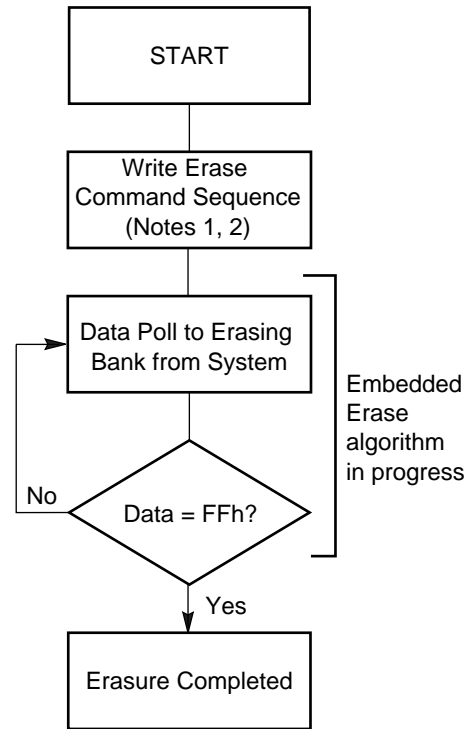 START
Write Erase
Command Sequence
(Notes 1, 2)
Data Poll to Erasing
Bank from System
Embedded
Erase
algorithm
in progress
No
Data = FFh?
Yes
Erasure Completed